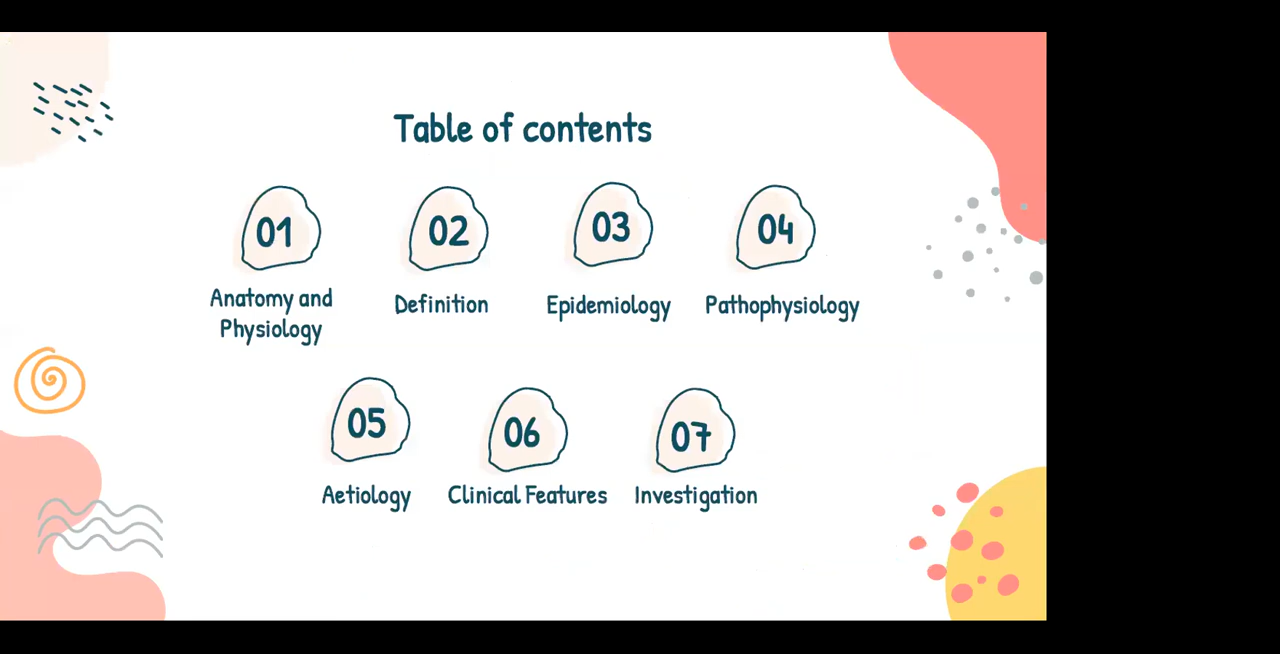 Table of contents
01
02
03
04
Anatomy and
Physiology
Definition
Epidemiology
Pathophysiology
05
06
07
Aetiology
Clinical Features
Investigation